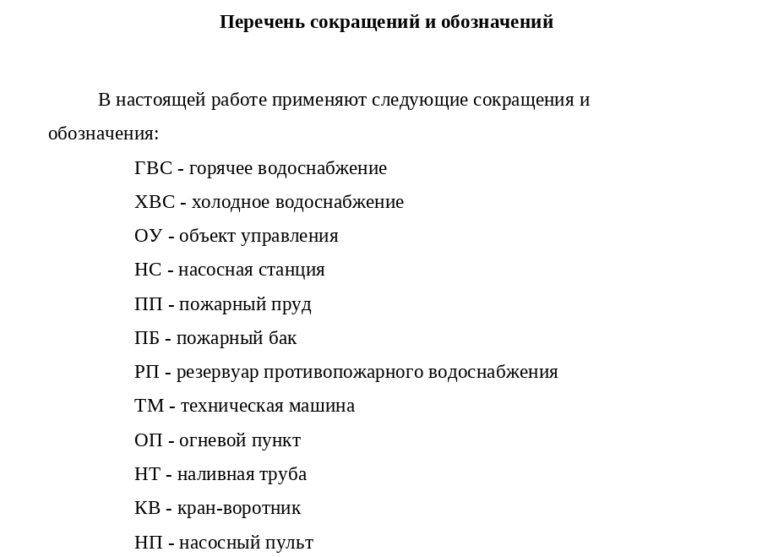 Перечень сокращений и обозначений
В настоящей работе применяют следующие сокращения и
обозначения:
ГВС - горячее водоснабжение
ХВС - холодное водоснабжение
ОУ - объект управления
НС - насосная станция
ПП - пожарный пруд
ПБ - пожарный бак
РП - резервуар противопожарного водоснабжения
ТМ - техническая машина
ОП - огневой пункт
НТ - наливная труба
КВ - кран-воротник
НП - насосный пульт